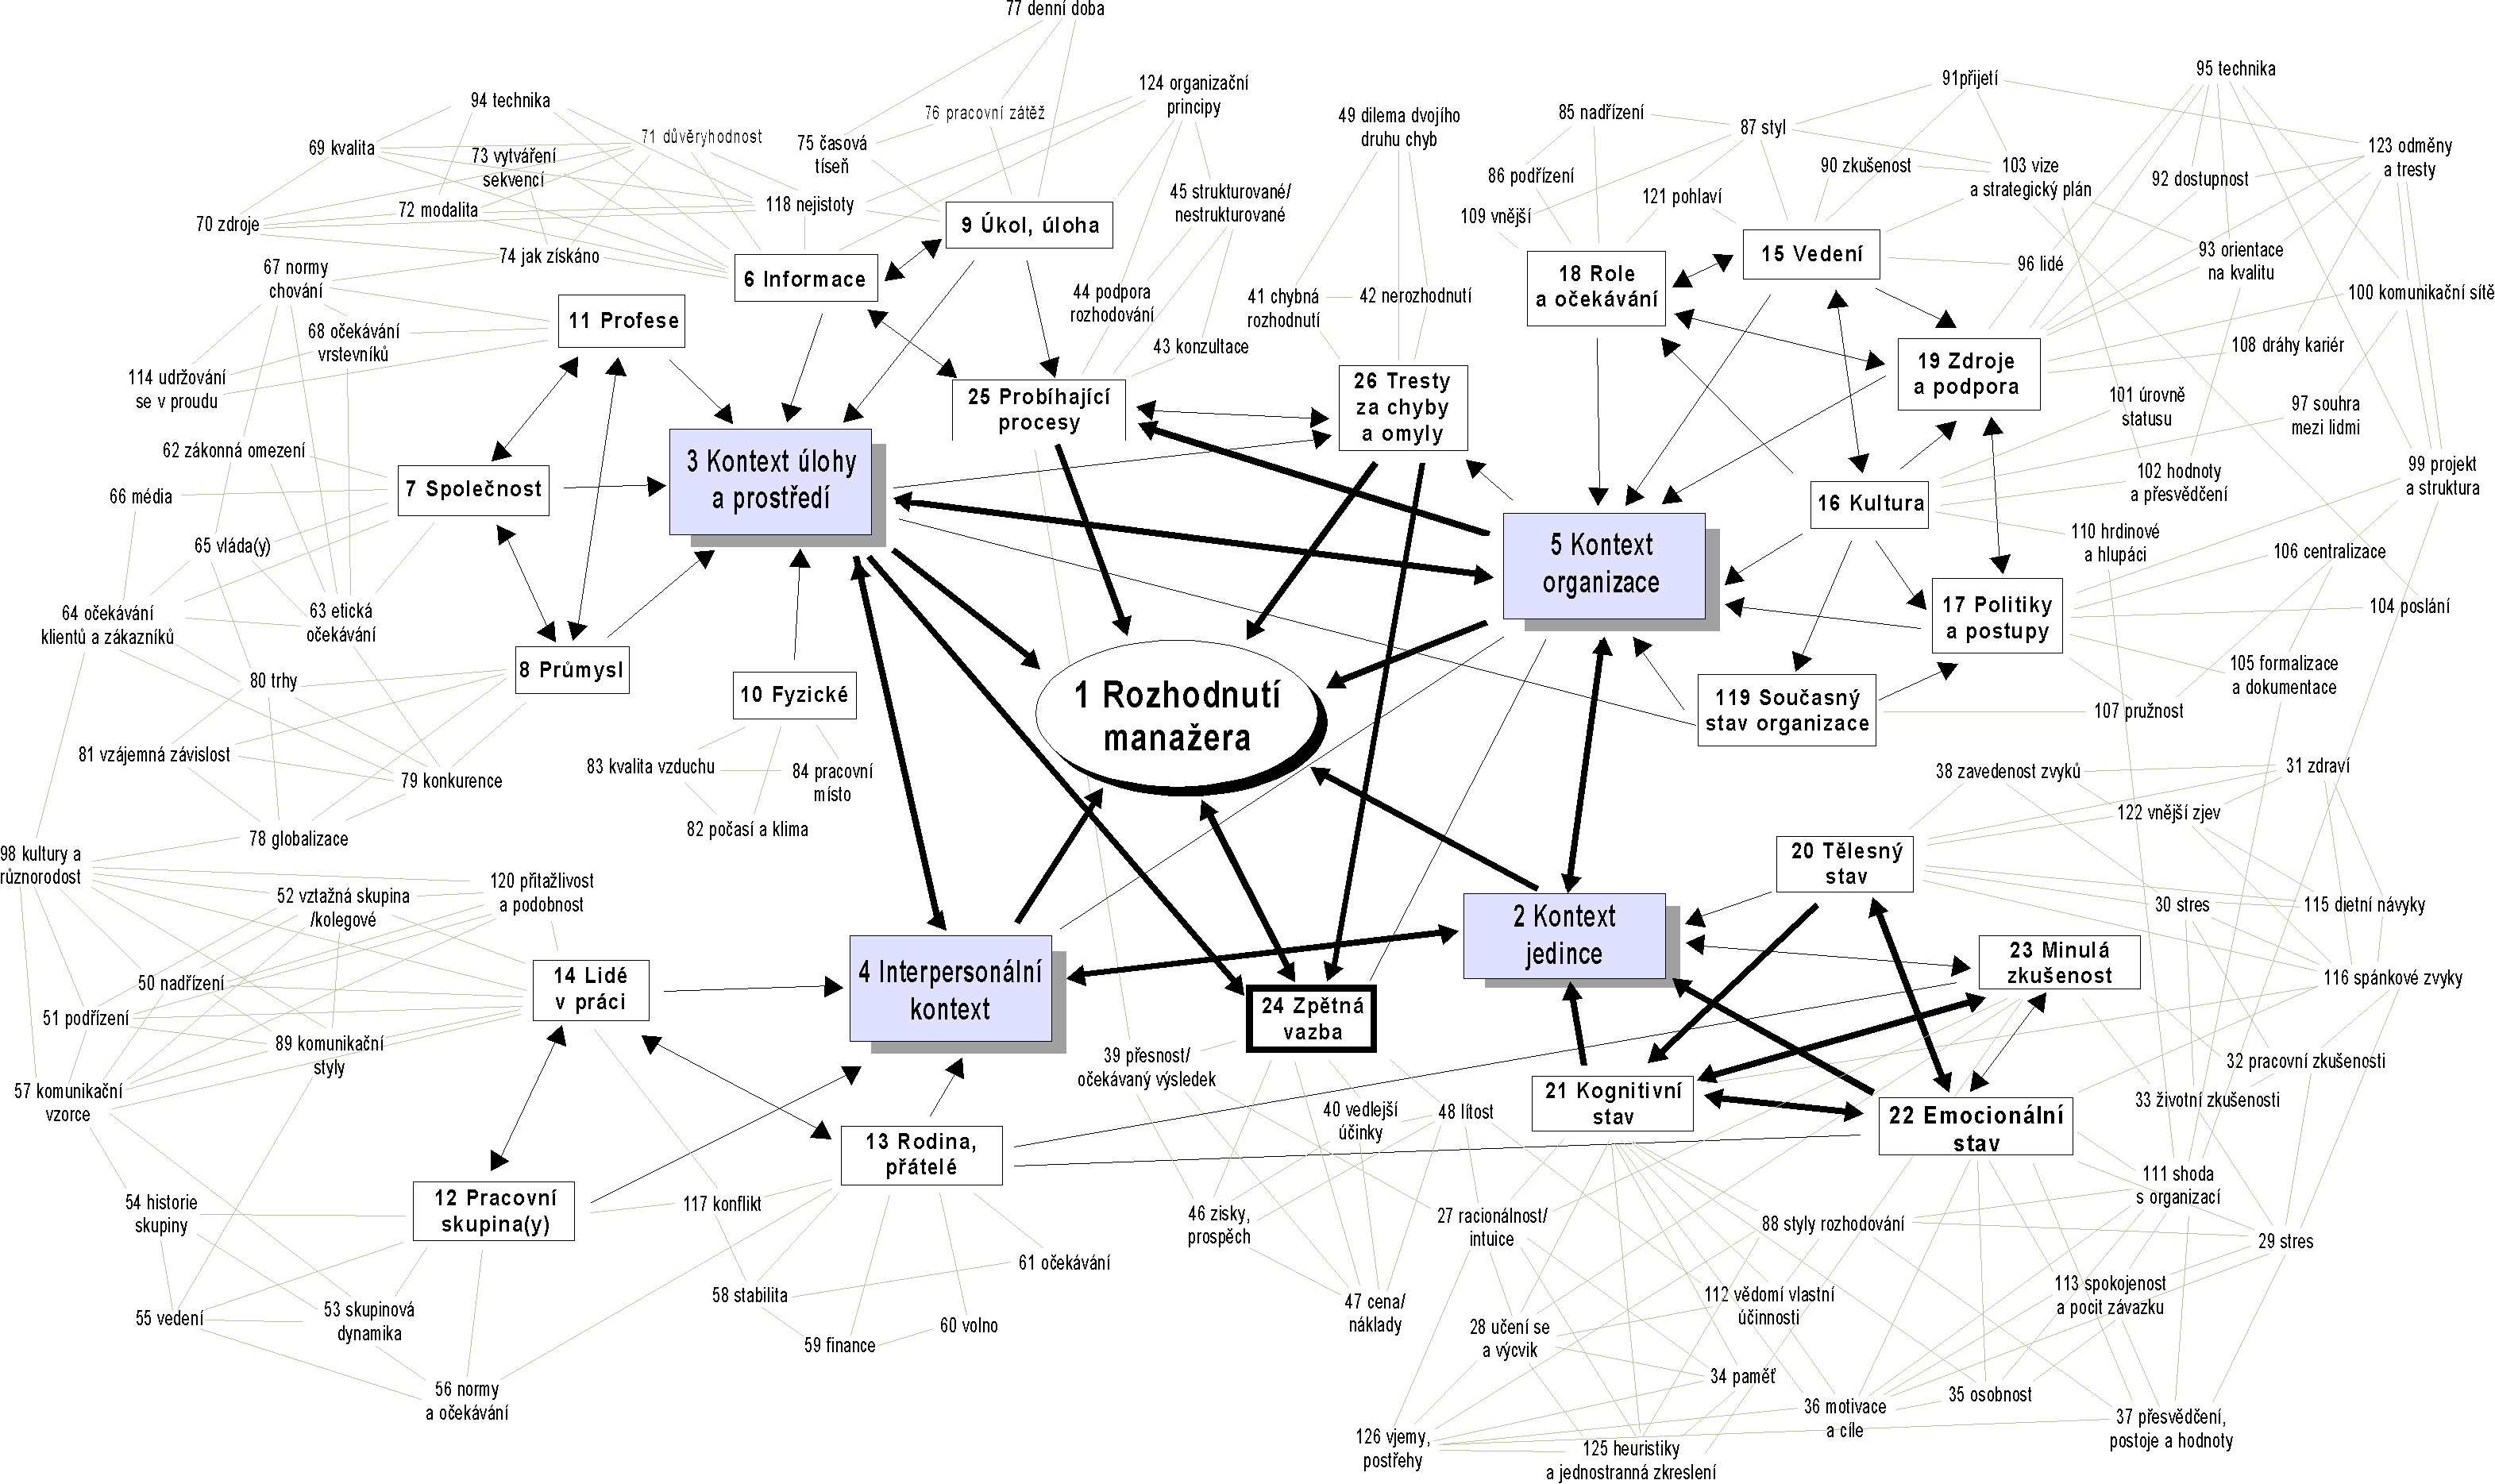 77 denní doba
124 organizační
principy
94 technika
76 pracovní zátěž
71 důvěryhodnost
75 časová
tíseň
69 kvalita
73 vytváření
sekvencí
118 nejistoty
72 modalita
70 zdroje
74 jak získáno
67 normy
chování
68 očekávání
vrstevníků
114 udržování
se v proudu
45 strukturované/
nestrukturované
44 podpora
rozhodování
43 konzultace
9 Úkol, úloha
6 Informace
11 Profese
25 Probíhající
procesy
49 dilema dvojího
druhu chyb
41 chybná
rozhodnutí
42 nerozhodnutí
26 Tresty
za chyby
a omyly
85 nadřízení
86 podřízení
109 vnější
87 styl
121 pohlaví
91přijetí
90 zkušenost
103 vize
a strategický plán
95 technika
92 dostupnost
123 odměny
a tresty
93 orientace
na kvalitu
96 lidé
100 komunikační sítě
108 dráhy kariér
18 Role
a očekávání
15 Vedení
19 Zdroje
a podpora
101 úrovně
statusu
97 souhra
mezi lidmi
102 hodnoty
a přesvědčení
99 projekt
a struktura
110 hrdinové
a hlupáci
106 centralizace
104 poslání
105 formalizace
a dokumentace
107 pružnost
16 Kultura
17 Politiky
a postupy
119 Současný
stav organizace
5 Kontext
organizace
3 Kontext úlohy
a prostředí
62 zákonná omezení
66 média
7 Společnost
65 vláda(y)
64 očekávání
klientů a zákazníků
63 etická
očekávání
8 Průmysl
80 trhy
81 vzájemná závislost
79 konkurence
78 globalizace
10 Fyzické
83 kvalita vzduchu
84 pracovní
místo
82 počasí a klima
1 Rozhodnutí
manažera
98 kultury a
různorodost
52 vztažná skupina
/kolegové
120 přitažlivost
a podobnost
50 nadřízení
51 podřízení
89 komunikační
styly
57 komunikační
vzorce
14 Lidé
v práci
4 Interpersonální
kontext
24 Zpětná
vazba
2 Kontext
jedince
38 zavedenost zvyků
31 zdraví
122 vnější zjev
20 Tělesný
stav
30 stres
115 dietní návyky
23 Minulá
zkušenost
116 spánkové zvyky
32 pracovní zkušenosti
33 životní zkušenosti
21 Kognitivní
stav
22 Emocionální
stav
39 přesnost/
očekávaný výsledek
40 vedlejší
účinky
48 lítost
46 zisky,
prospěch
47 cena/
náklady
13 Rodina,
přátelé
12 Pracovní
skupina(y)
117 konflikt
54 historie
skupiny
55 vedení
53 skupinová
dynamika
56 normy
a očekávání
58 stabilita
61 očekávání
59 finance
60 volno
27 racionálnost/
intuice
88 styly rozhodování
111 shoda
s organizací
29 stres
113 spokojenost
a pocit závazku
112 vědomí vlastní
účinnosti
28 učení se
a výcvik
34 paměť
35 osobnost
36 motivace
a cíle
37 přesvědčení,
postoje a hodnoty
126 vjemy,
postřehy
125 heuristiky
a jednostranná zkreslení